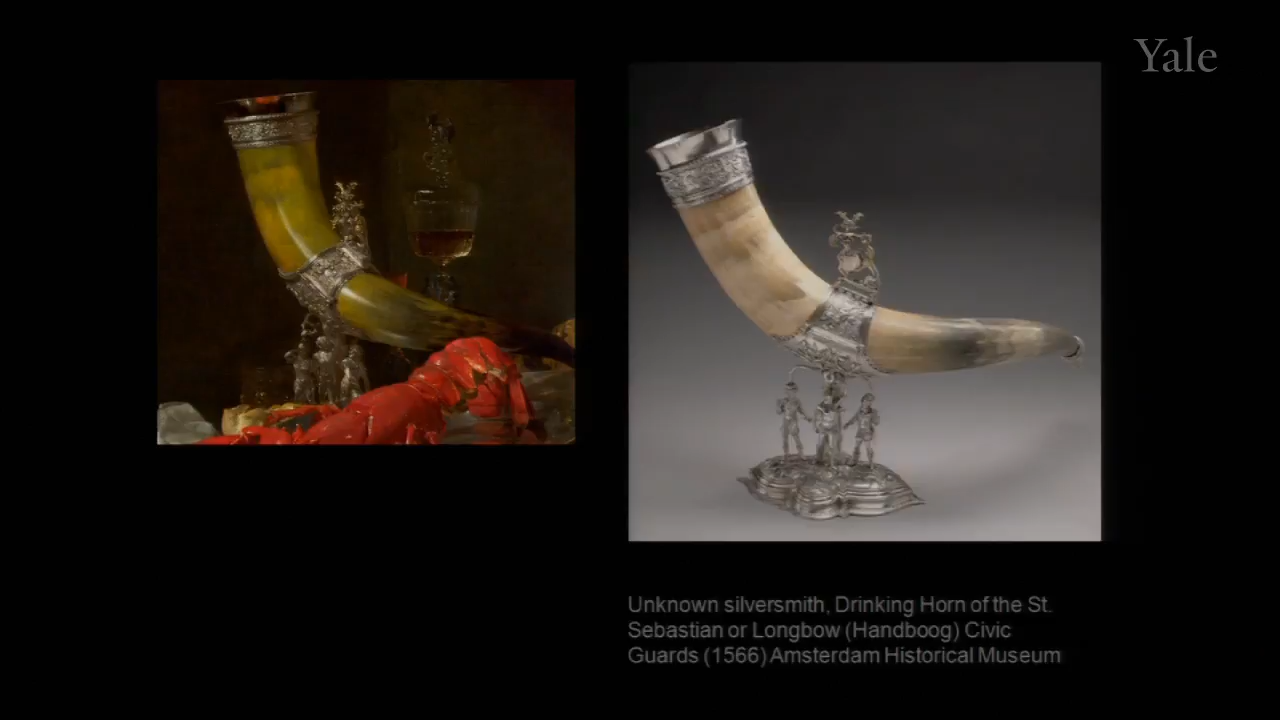 Yale
Unknown silversmith, Drinking Horn of the St.
Sebastian or Longbow (Handboog) Civic
Guards (1566) Amsterdam Historical Museum